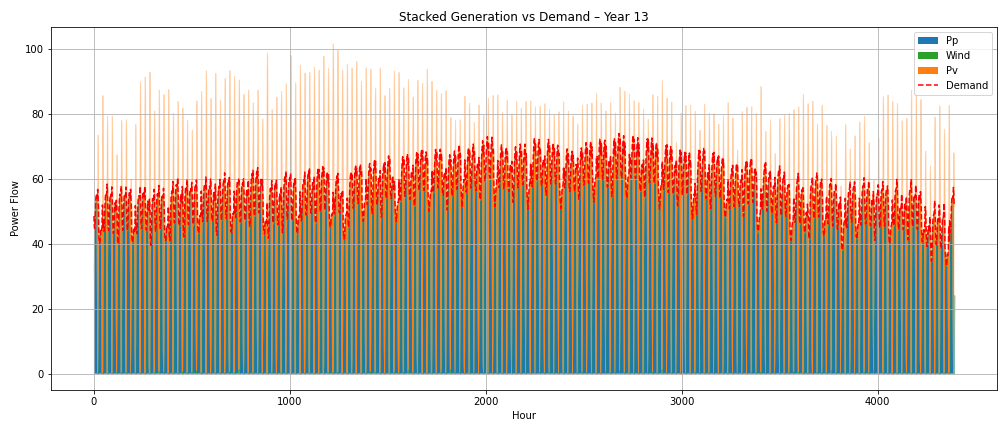 Stacked Generation vs Demand – Year 13
Pp
Wind
Pv
Demand
100
80
60
40
20
0
Power Flow
0 1000 2000 3000 4000
Hour